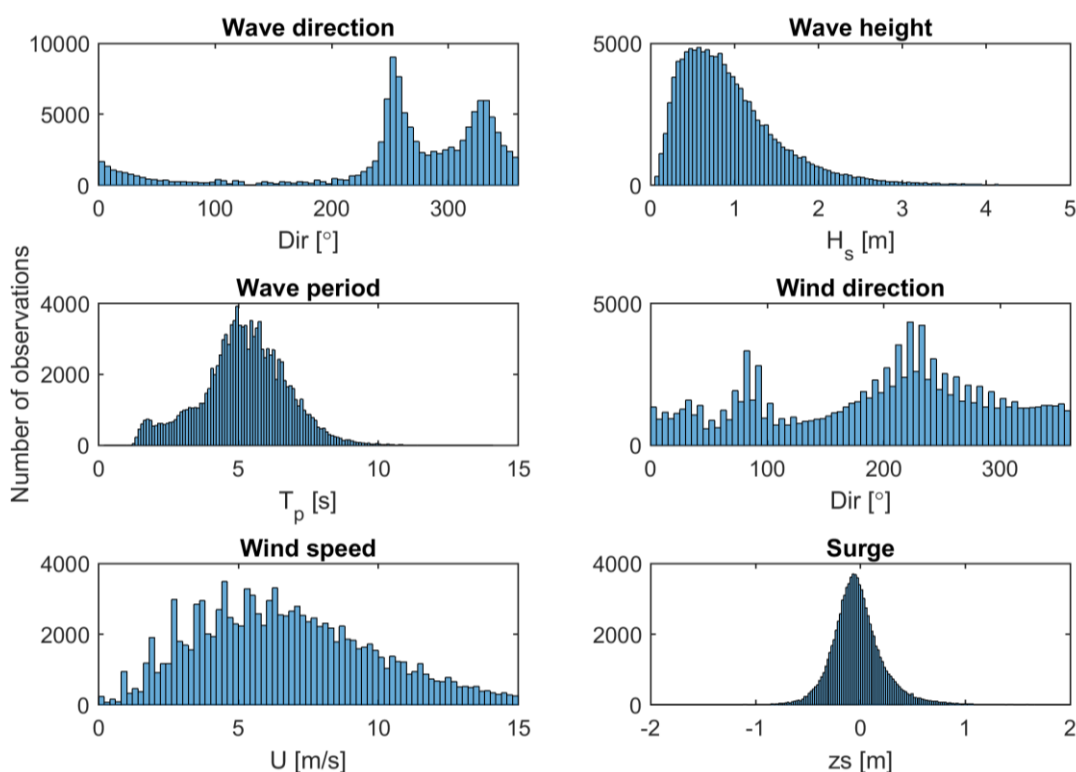 Wave direction
10000
5000
0
0 100 200 300
Dir [°]
Wave height
5000
0
0 1 2 3 4 5
H_s [m]
Number of observations
Wave period
4000
2000
0
0 5 10 15
T_p [s]
Wind direction
5000
0
0 100 200 300
Dir [°]
Wind speed
4000
2000
0
0 5 10 15
U [m/s]
Surge
4000
2000
0
-2 -1 0 1 2
zs [m]